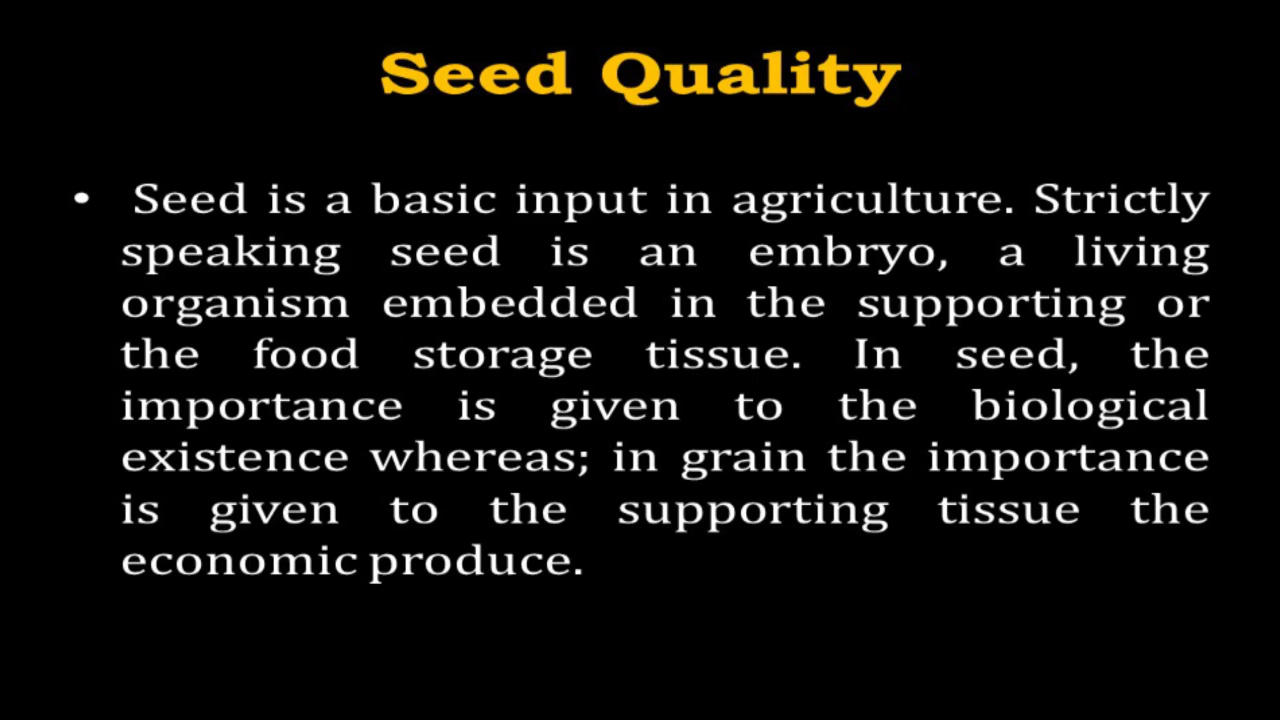 Seed Quality
• Seed is a basic input in agriculture. Strictly
speaking seed is an embryo, a living
organism embedded in the supporting or
the food storage tissue. In seed, the
importance is given to the biological
existence whereas; in grain the importance
is given to the supporting tissue the
economic produce.